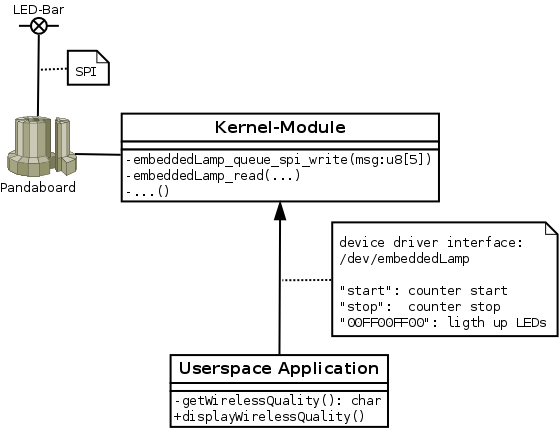 LED-Bar
SPI
Pandaboard
Kernel-Module
-embeddedLamp_queue_spi_write(msg:u8[5])
-embeddedLamp_read(...)
-...()
device driver interface:
/dev/embeddedLamp
"start": counter start
"stop":  counter stop
"00FF00FF00": ligth up LEDs
Userspace Application
-getWirelessQuality(): char
+displayWirelessQuality()